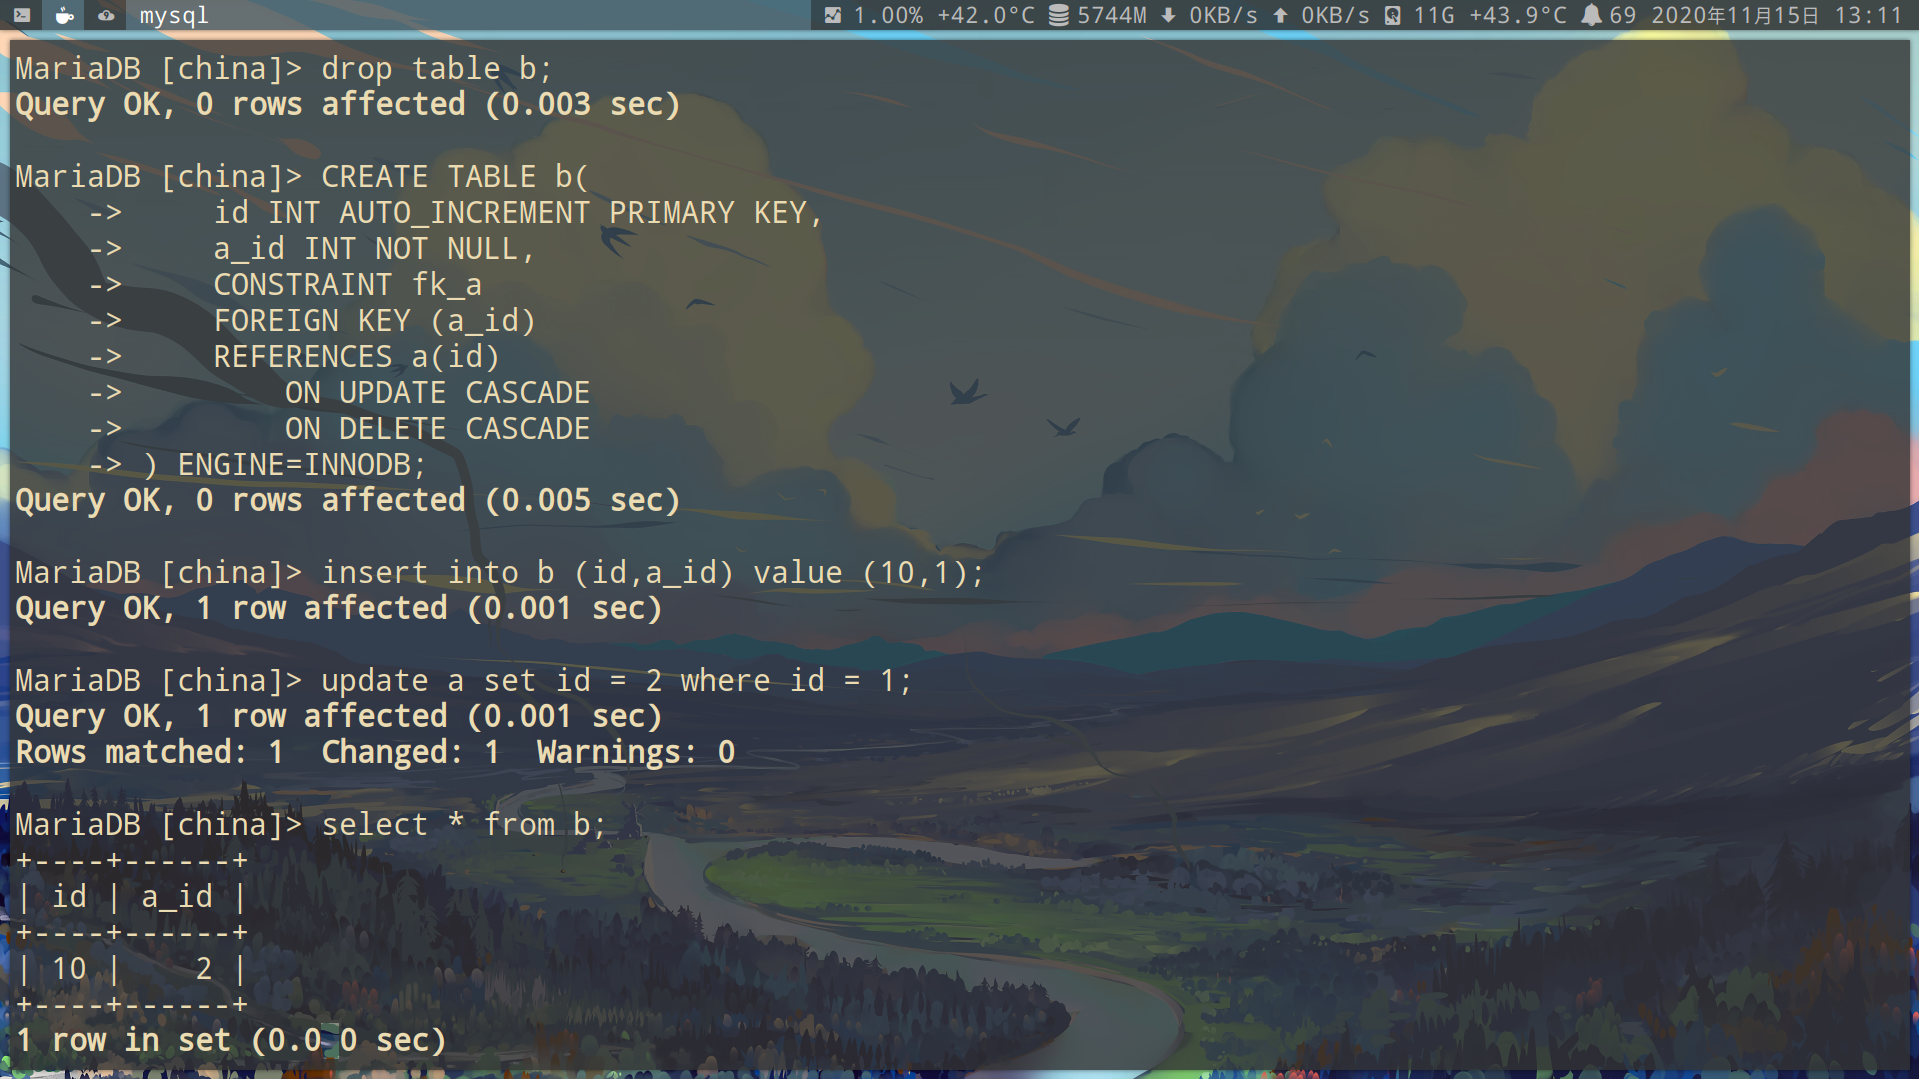 mysql 1.00% +42.0°C 5744M 0KB/s 0KB/s 11G +43.9°C 69 2020年11月15日 13:11
MariaDB [china]> drop table b;
Query OK, 0 rows affected (0.003 sec)
MariaDB [china]> CREATE TABLE b(
    ->     id INT AUTO_INCREMENT PRIMARY KEY,
    ->     a_id INT NOT NULL,
    ->     CONSTRAINT fk_a
    ->     FOREIGN KEY (a_id)
    ->     REFERENCES a(id)
    ->         ON UPDATE CASCADE
    ->         ON DELETE CASCADE
    -> ) ENGINE=INNODB;
Query OK, 0 rows affected (0.005 sec)
MariaDB [china]> insert into b (id,a_id) value (10,1);
Query OK, 1 row affected (0.001 sec)
MariaDB [china]> update a set id = 2 where id = 1;
Query OK, 1 row affected (0.001 sec)
Rows matched: 1  Changed: 1  Warnings: 0
MariaDB [china]> select * from b;
+----+------+
| id | a_id |
+----+------+
| 10 |    2 |
+----+------+
1 row in set (0.0 0 sec)